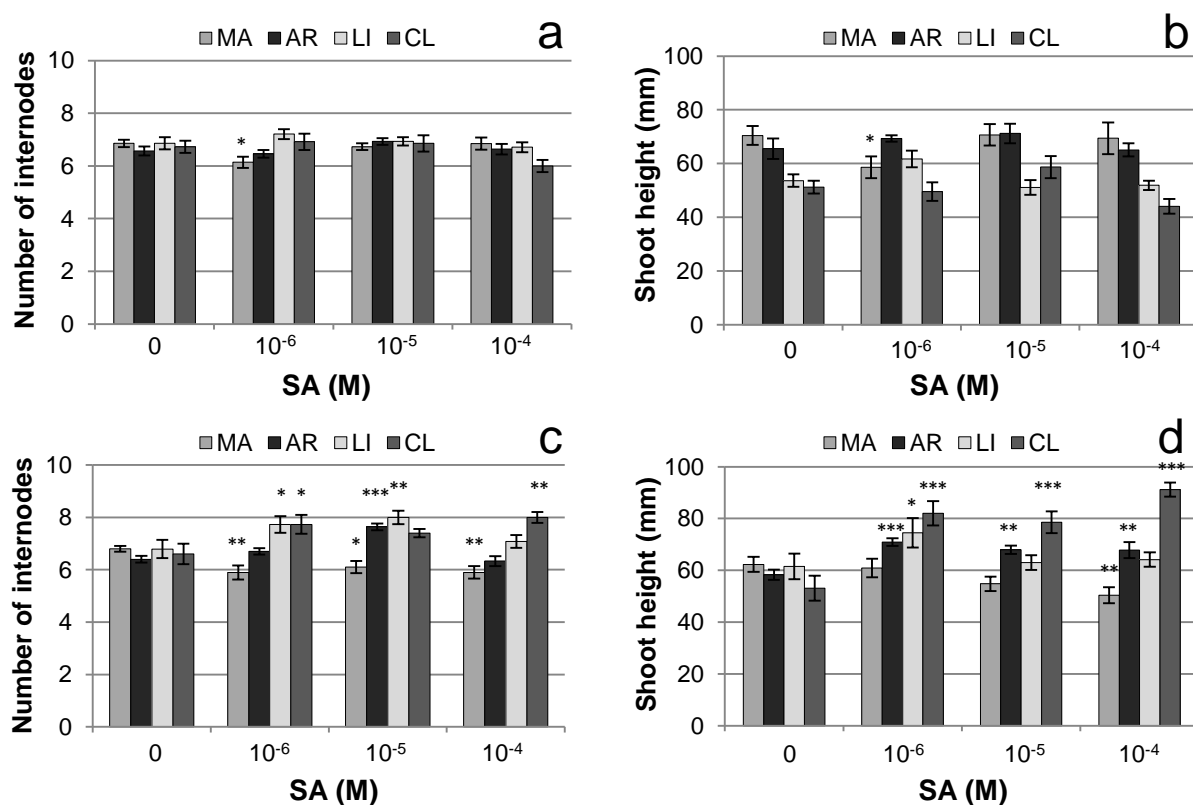 MA AR LI CL a
Number of internodes
10
8
6
4
2
0
*
0 10⁻⁶ 10⁻⁵ 10⁻⁴
SA (M)
MA AR LI CL b
Shoot height (mm)
100
80
60
40
20
0
*
0 10⁻⁶ 10⁻⁵ 10⁻⁴
SA (M)
MA AR LI CL c
Number of internodes
10
8
6
4
2
0
** * * * *** ** ** **
0 10⁻⁶ 10⁻⁵ 10⁻⁴
SA (M)
MA AR LI CL d
Shoot height (mm)
100
80
60
40
20
0
*** * *** ** *** ** ** ***
0 10⁻⁶ 10⁻⁵ 10⁻⁴
SA (M)